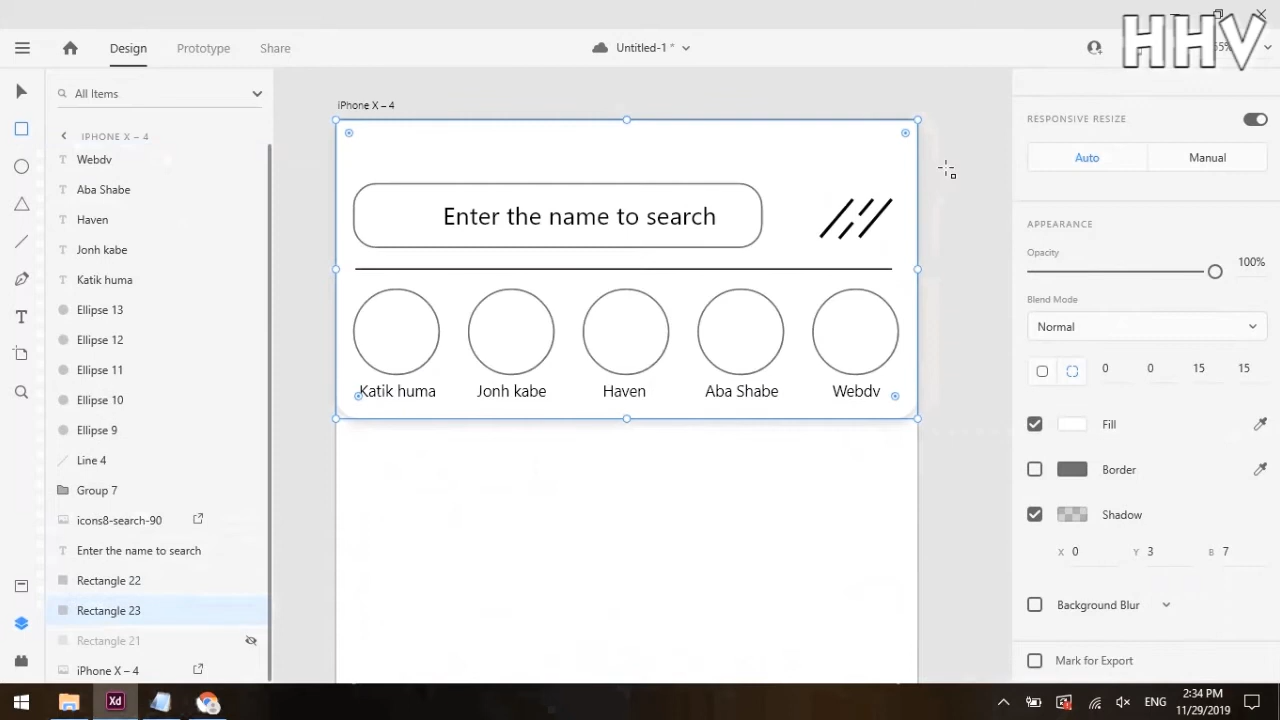 HHV
Design
Prototype
Share
Untitled-1 *
All Items
IPHONE X – 4
Webdv
Aba Shabe
Haven
Jonh kabe
Katik huma
Ellipse 13
Ellipse 12
Ellipse 11
Ellipse 10
Ellipse 9
Line 4
Group 7
icons8-search-90
Enter the name to search
Rectangle 22
Rectangle 23
Rectangle 21
iPhone X – 4
iPhone X – 4
Enter the name to search
Katik huma
Jonh kabe
Haven
Aba Shabe
Webdv
RESPONSIVE RESIZE
Auto
Manual
APPEARANCE
Opacity
100%
Blend Mode
Normal
0 0 15 15
Fill
Border
Shadow
X 0 Y 3 B 7
Background Blur
Mark for Export
Xd
ENG
2:34 PM
11/29/2019